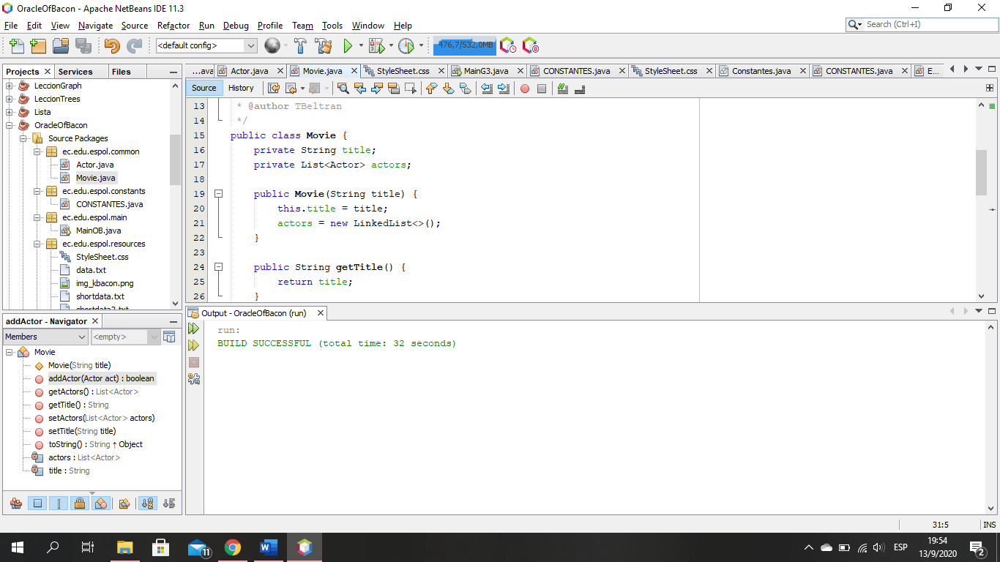 OracleOfBacon - Apache NetBeans IDE 11.3
File Edit View Navigate Source Refactor Run Debug Profile Team Tools Window Help
Search (Ctrl+I)
<default config>
476,7/532,0MB
Projects Services Files
LeccionGraph
LeccionTrees
Lista
OracleOfBacon
Source Packages
ec.edu.espol.common
Actor.java
Movie.java
ec.edu.espol.constants
CONSTANTES.java
ec.edu.espol.main
MainOB.java
ec.edu.espol.resources
StyleSheet.css
data.txt
img_kbacon.png
shortdata.txt
shortdata2.txt
...ava Actor.java Movie.java StyleSheet.css MainG3.java CONSTANTES.java StyleSheet.css Constantes.java CONSTANTES.java E...
Source History
13 * @author TBeltran
14 */
15 public class Movie {
16 private String title;
17 private List<Actor> actors;
18
19 public Movie(String title) {
20 this.title = title;
21 actors = new LinkedList<>();
22 }
23
24 public String getTitle() {
25 return title;
26 }
addActor - Navigator
Members <empty>
Movie
Movie(String title)
addActor(Actor act) : boolean
getActors() : List<Actor>
getTitle() : String
setActors(List<Actor> actors)
setTitle(String title)
toString() : String ↑ Object
actors : List<Actor>
title : String
Output - OracleOfBacon (run)
run:
BUILD SUCCESSFUL (total time: 32 seconds)
31:5 INS
11
ESP
19:54
13/9/2020
2